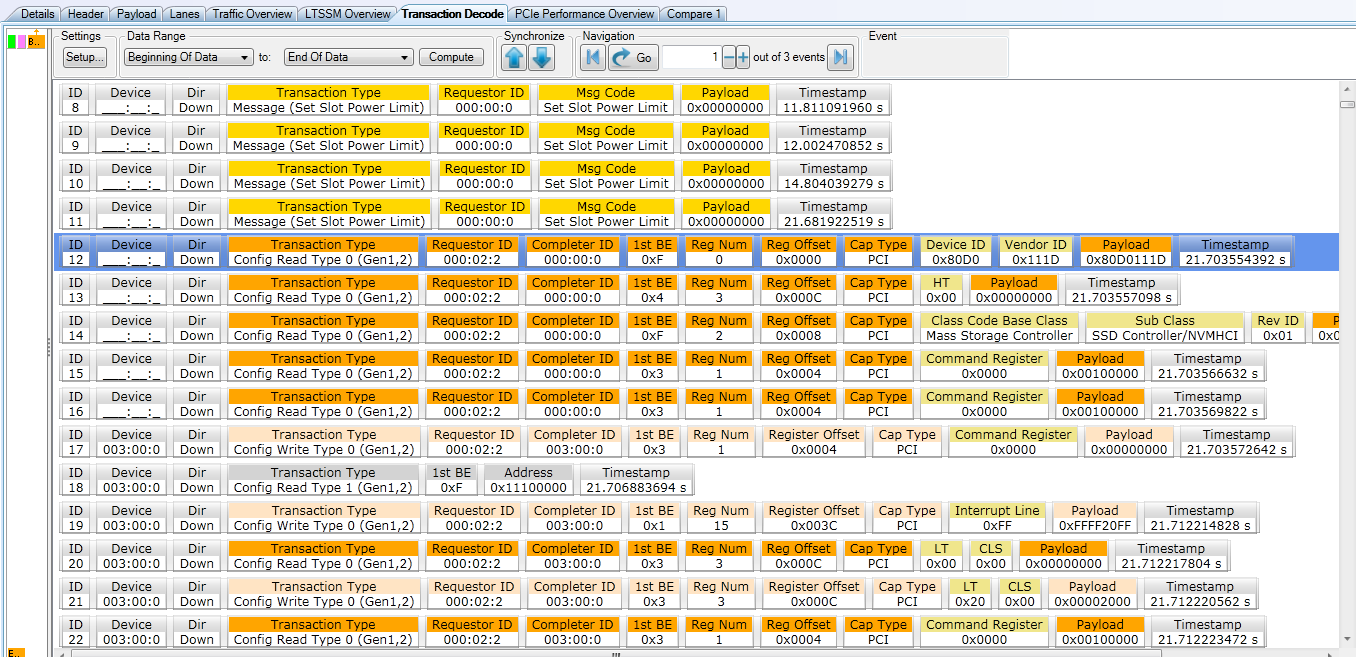 Details Header Payload Lanes Traffic Overview LTSSM Overview Transaction Decode PCIe Performance Overview Compare 1
B..
Settings Data Range Synchronize Navigation Event
Setup... Beginning Of Data to: End Of Data Compute Go 1 out of 3 events
ID Device Dir Transaction Type Requestor ID Msg Code Payload Timestamp
8 ___:__:_ Down Message (Set Slot Power Limit) 000:00:0 Set Slot Power Limit 0x00000000 11.811091960 s
ID Device Dir Transaction Type Requestor ID Msg Code Payload Timestamp
9 ___:__:_ Down Message (Set Slot Power Limit) 000:00:0 Set Slot Power Limit 0x00000000 12.002470852 s
ID Device Dir Transaction Type Requestor ID Msg Code Payload Timestamp
10 ___:__:_ Down Message (Set Slot Power Limit) 000:00:0 Set Slot Power Limit 0x00000000 14.804039279 s
ID Device Dir Transaction Type Requestor ID Msg Code Payload Timestamp
11 ___:__:_ Down Message (Set Slot Power Limit) 000:00:0 Set Slot Power Limit 0x00000000 21.681922519 s
ID Device Dir Transaction Type Requestor ID Completer ID 1st BE Reg Num Reg Offset Cap Type Device ID Vendor ID Payload Timestamp
12 ___:__:_ Down Config Read Type 0 (Gen1,2) 000:02:2 000:00:0 0xF 0 0x0000 PCI 0x80D0 0x111D 0x80D0111D 21.703554392 s
ID Device Dir Transaction Type Requestor ID Completer ID 1st BE Reg Num Reg Offset Cap Type HT Payload Timestamp
13 ___:__:_ Down Config Read Type 0 (Gen1,2) 000:02:2 000:00:0 0x4 3 0x000C PCI 0x00 0x00000000 21.703557098 s
ID Device Dir Transaction Type Requestor ID Completer ID 1st BE Reg Num Reg Offset Cap Type Class Code Base Class Sub Class Rev ID P
14 ___:__:_ Down Config Read Type 0 (Gen1,2) 000:02:2 000:00:0 0xF 2 0x0008 PCI Mass Storage Controller SSD Controller/NVMHCI 0x01 0x0
ID Device Dir Transaction Type Requestor ID Completer ID 1st BE Reg Num Reg Offset Cap Type Command Register Payload Timestamp
15 ___:__:_ Down Config Read Type 0 (Gen1,2) 000:02:2 000:00:0 0x3 1 0x0004 PCI 0x0000 0x00100000 21.703566632 s
ID Device Dir Transaction Type Requestor ID Completer ID 1st BE Reg Num Reg Offset Cap Type Command Register Payload Timestamp
16 ___:__:_ Down Config Read Type 0 (Gen1,2) 000:02:2 000:00:0 0x3 1 0x0004 PCI 0x0000 0x00100000 21.703569822 s
ID Device Dir Transaction Type Requestor ID Completer ID 1st BE Reg Num Register Offset Cap Type Command Register Payload Timestamp
17 003:00:0 Down Config Write Type 0 (Gen1,2) 000:02:2 003:00:0 0x3 1 0x0004 PCI 0x0000 0x00000000 21.703572642 s
ID Device Dir Transaction Type 1st BE Address Timestamp
18 003:00:0 Down Config Read Type 1 (Gen1,2) 0xF 0x11100000 21.706883694 s
ID Device Dir Transaction Type Requestor ID Completer ID 1st BE Reg Num Register Offset Cap Type Interrupt Line Payload Timestamp
19 003:00:0 Down Config Write Type 0 (Gen1,2) 000:02:2 003:00:0 0x1 15 0x003C PCI 0xFF 0xFFFF20FF 21.712214828 s
ID Device Dir Transaction Type Requestor ID Completer ID 1st BE Reg Num Reg Offset Cap Type LT CLS Payload Timestamp
20 003:00:0 Down Config Read Type 0 (Gen1,2) 000:02:2 003:00:0 0x3 3 0x000C PCI 0x00 0x00 0x00000000 21.712217804 s
ID Device Dir Transaction Type Requestor ID Completer ID 1st BE Reg Num Register Offset Cap Type LT CLS Payload Timestamp
21 003:00:0 Down Config Write Type 0 (Gen1,2) 000:02:2 003:00:0 0x3 3 0x000C PCI 0x20 0x00 0x00002000 21.712220562 s
ID Device Dir Transaction Type Requestor ID Completer ID 1st BE Reg Num Reg Offset Cap Type Command Register Payload Timestamp
22 003:00:0 Down Config Read Type 0 (Gen1,2) 000:02:2 003:00:0 0x3 1 0x0004 PCI 0x0000 0x00100000 21.712223472 s
E..